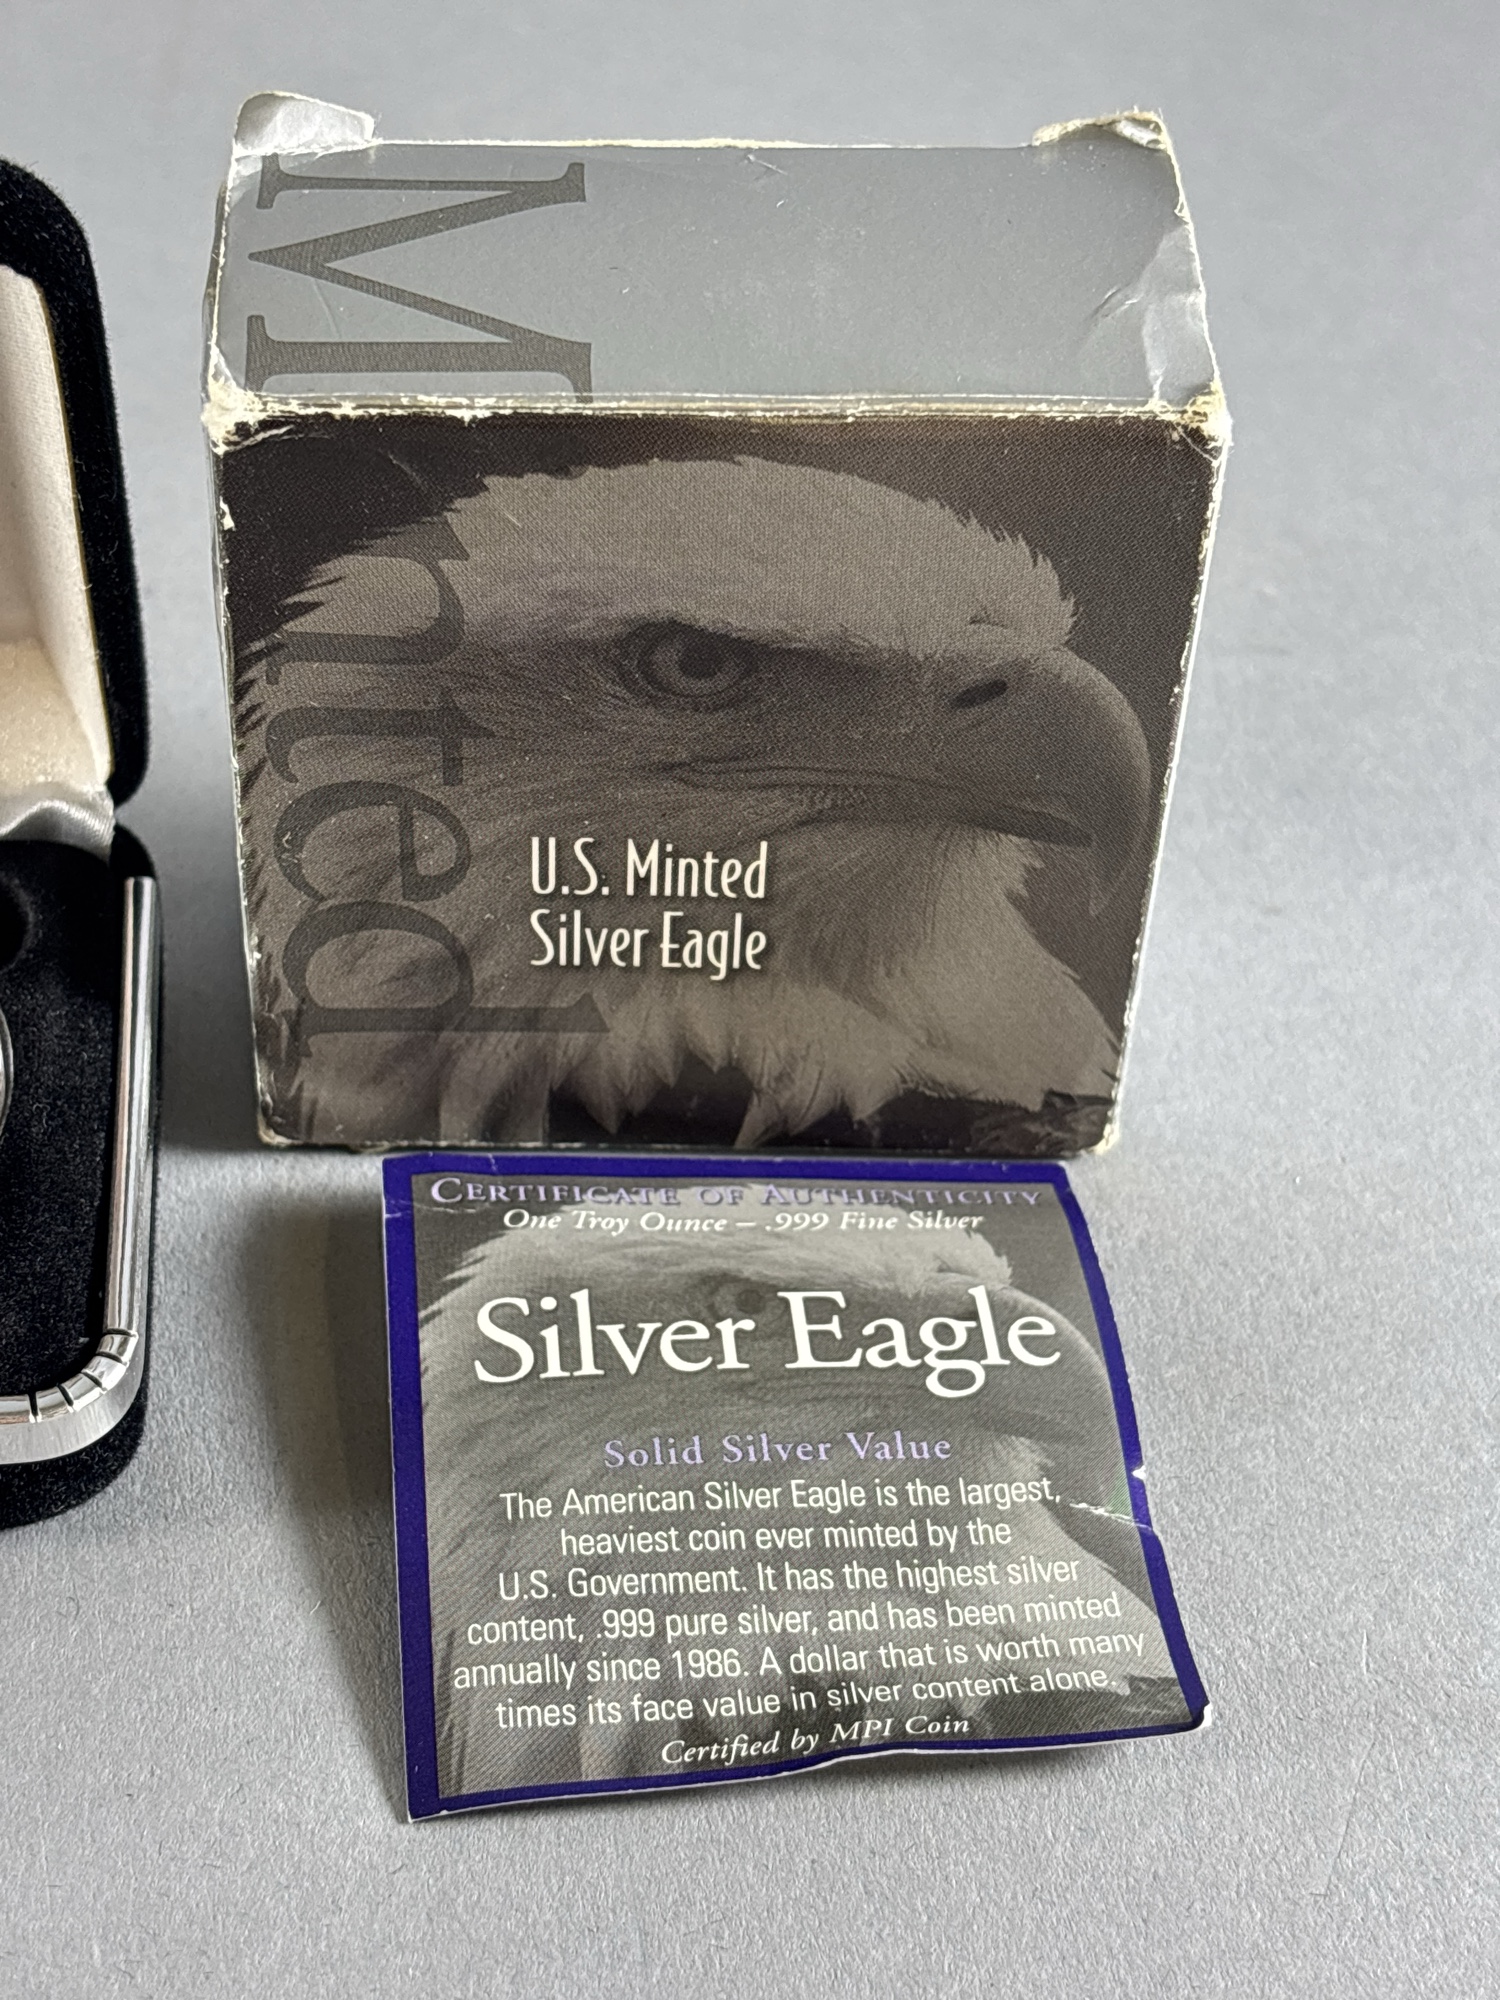 M
nted
U.S. Minted
Silver Eagle
CERTIFICATE OF AUTHENTICITY
One Troy Ounce – .999 Fine Silver
Silver Eagle
Solid Silver Value
The American Silver Eagle is the largest,
heaviest coin ever minted by the
U.S. Government. It has the highest silver
content, .999 pure silver, and has been minted
annually since 1986. A dollar that is worth many
times its face value in silver content alone.
Certified by MPI Coin